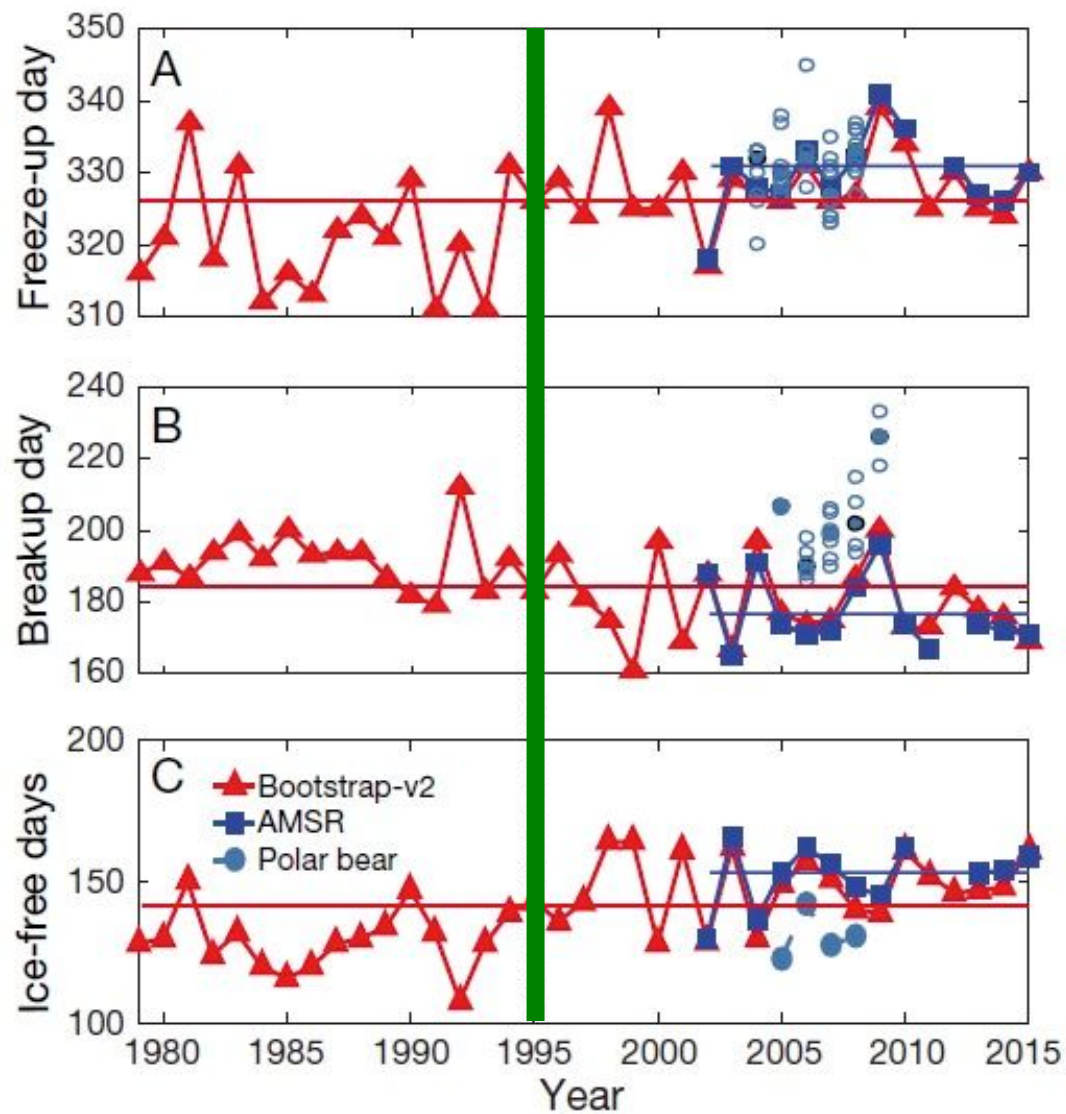 A
Freeze-up day
350
340
330
320
310
B
Breakup day
240
220
200
180
160
C
Ice-free days
200
150
100
Bootstrap-v2
AMSR
Polar bear
1980 1985 1990 1995 2000 2005 2010 2015
Year